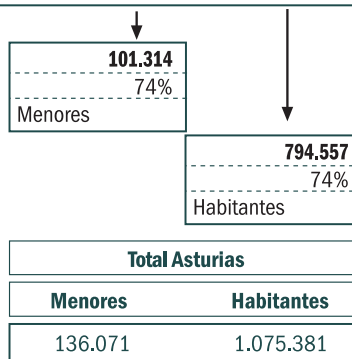 101.314
74%
Menores
794.557
74%
Habitantes
Total Asturias
Menores Habitantes
136.071 1.075.381